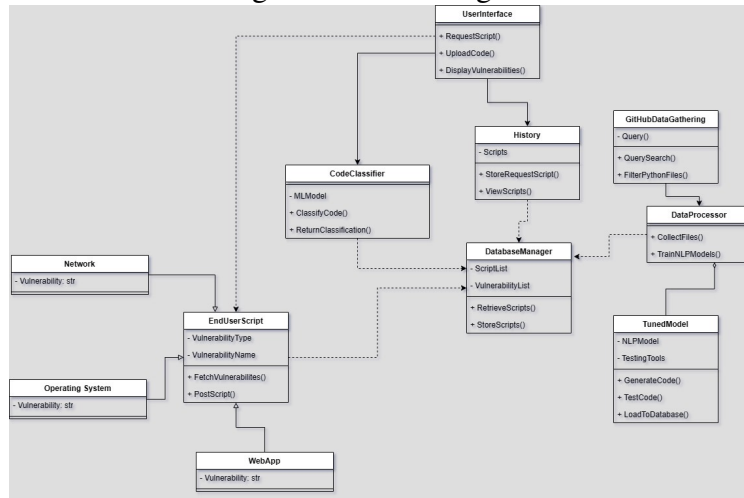 UserInterface
+ RequestScript()
+ UploadCode()
+ DisplayVulnerabilities()
History
- Scripts
+ StoreRequestScript()
+ ViewScripts()
GitHubDataGathering
- Query()
+ QuerySearch()
+ FilterPythonFiles()
CodeClassifier
- MLModel
+ ClassifyCode()
+ ReturnClassification()
DataProcessor
+ CollectFiles()
+ TrainNLPModels()
DatabaseManager
- ScriptList
- VulnerabilityList
+ RetrieveScripts()
+ StoreScripts()
Network
- Vulnerability: str
EndUserScript
- VulnerabilityType
- VulnerabilityName
+ FetchVulnerabilites()
+ PostScript()
TunedModel
- NLPModel
- TestingTools
+ GenerateCode()
+ TestCode()
+ LoadToDatabase()
Operating System
- Vulnerability: str
WebApp
- Vulnerability: str